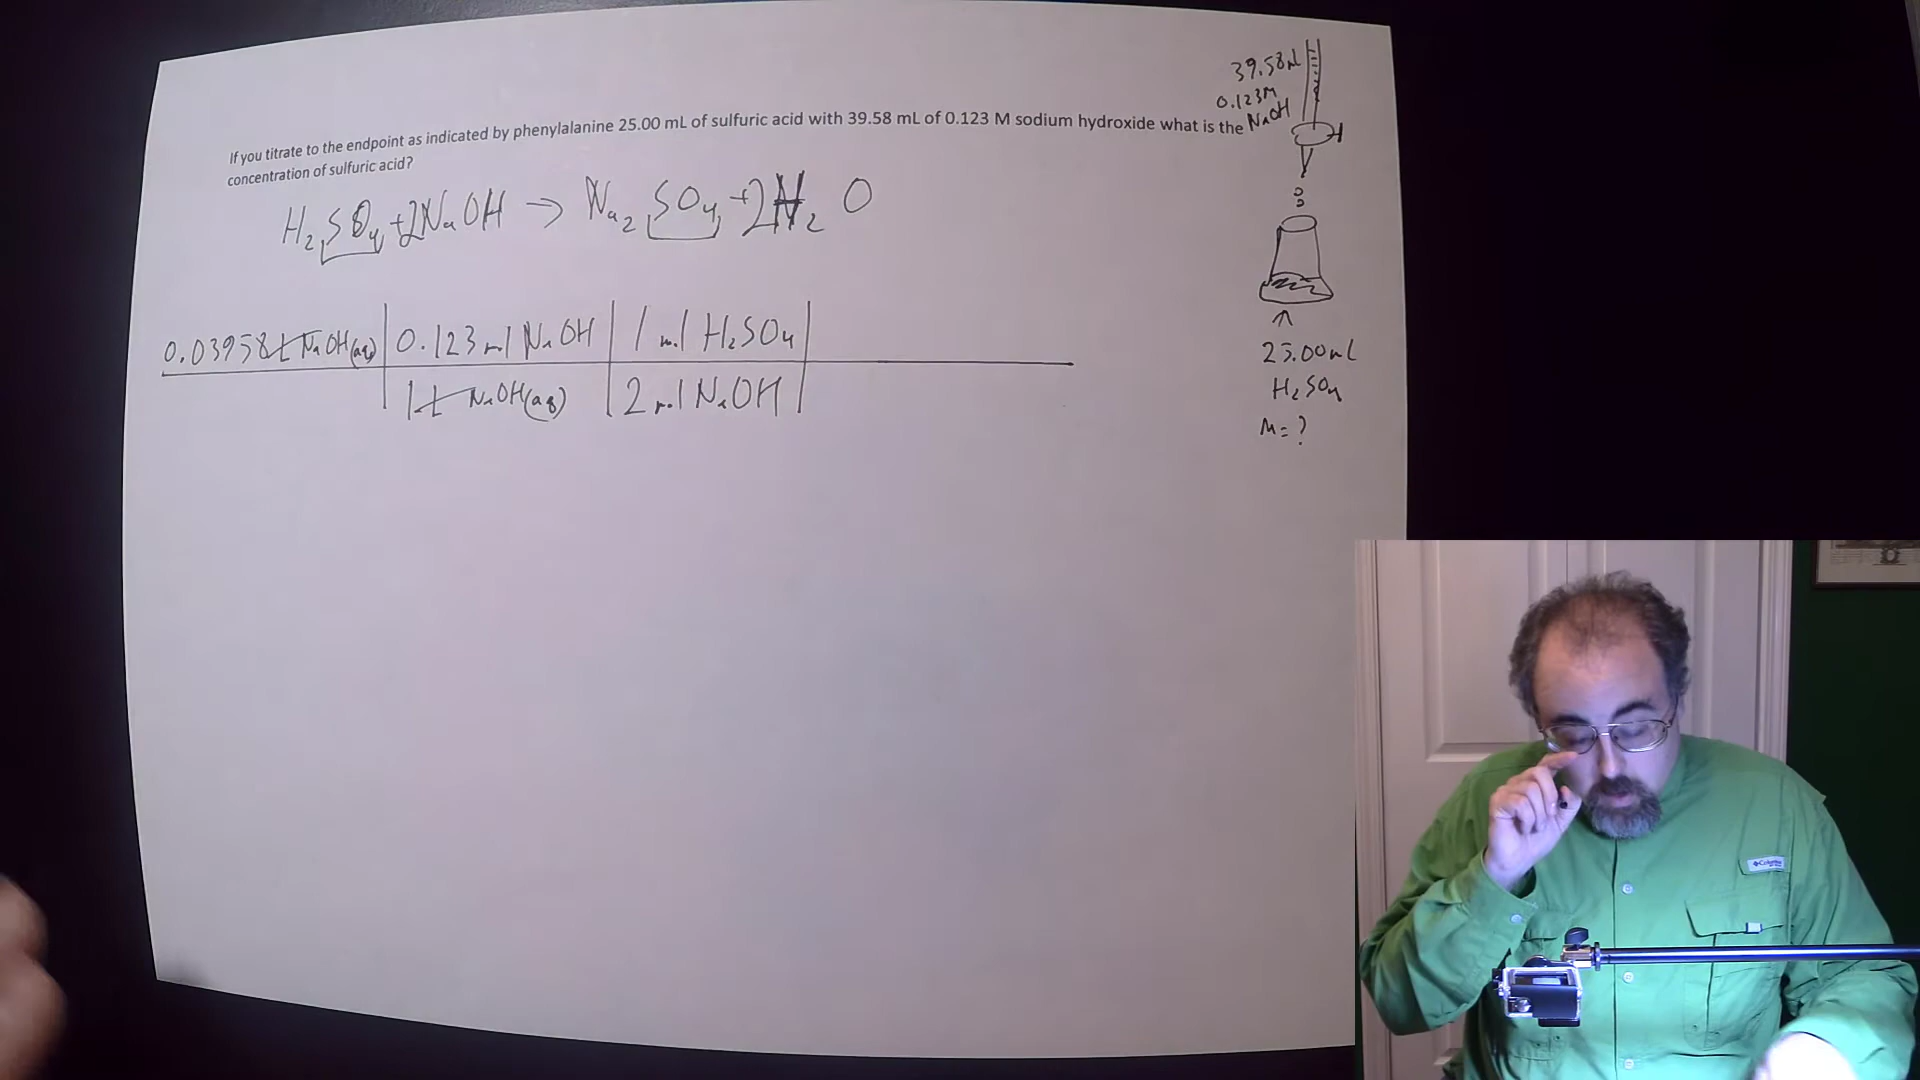 If you titrate to the endpoint as indicated by phenylalanine 25.00 mL of sulfuric acid with 39.58 mL of 0.123 M sodium hydroxide what is the
concentration of sulfuric acid?
39.58ml
0.123M
NaOH
H₂SO₄ + 2NaOH → Na₂SO₄ + 2H₂O
0.03958 L NaOH(aq) | 0.123 mol NaOH | 1 mol H₂SO₄
1 L NaOH(aq) | 2 mol NaOH
25.00mL
H₂SO₄
M = ?
Columbia